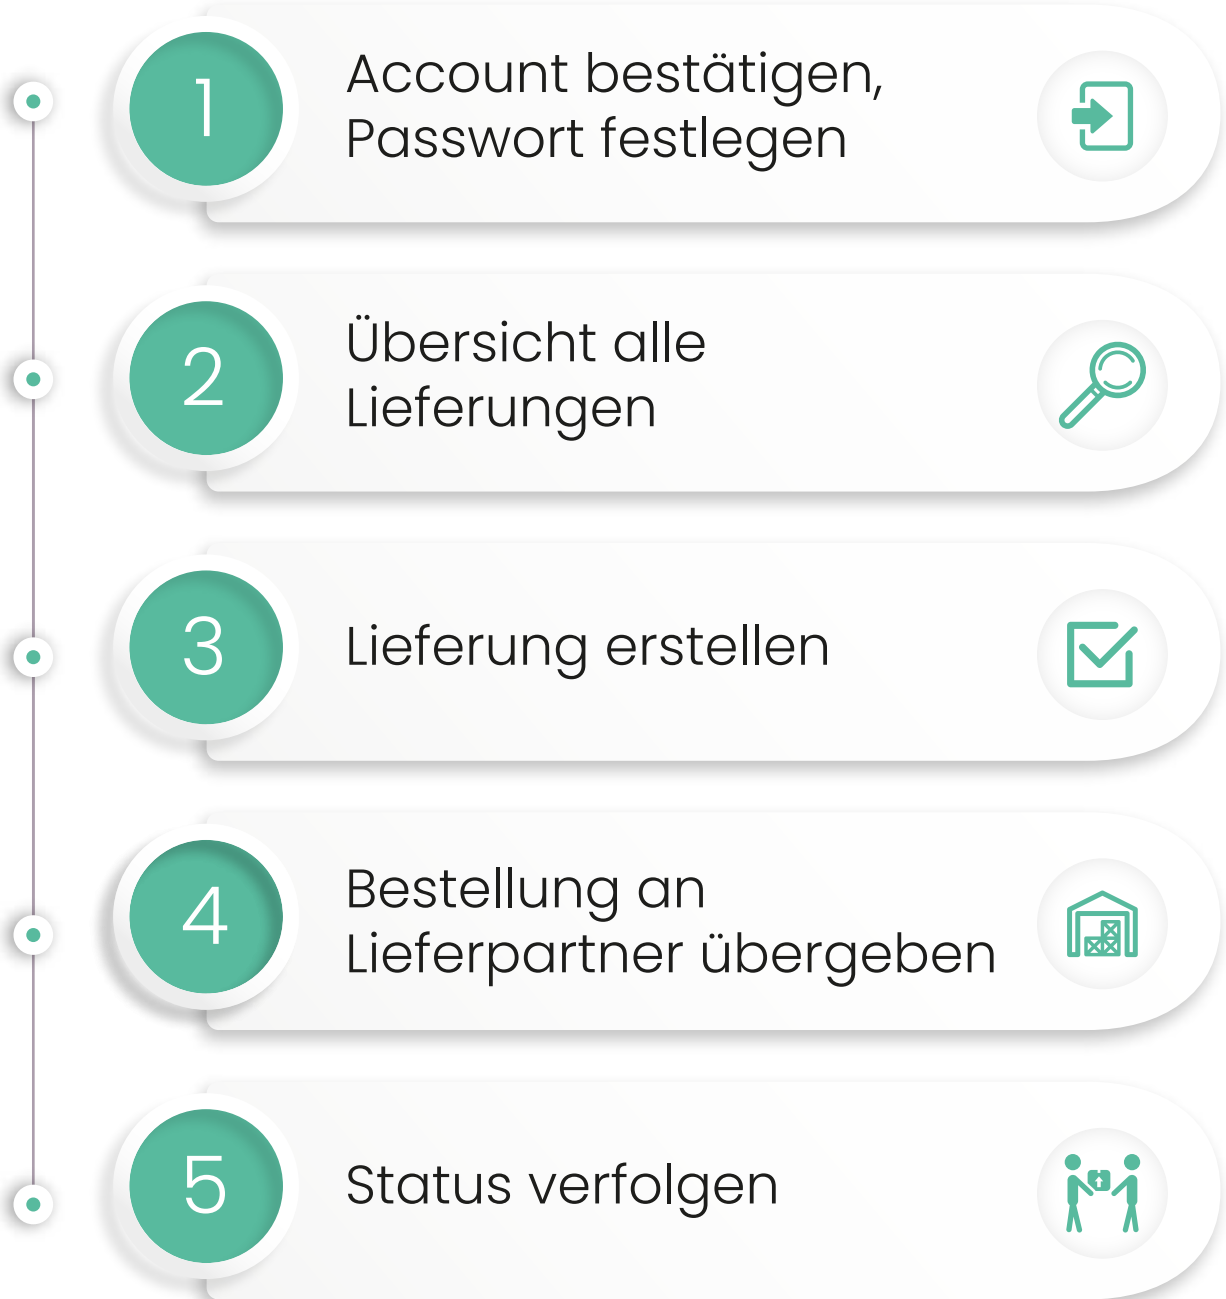 1
Account bestätigen,
Passwort festlegen
2
Übersicht alle
Lieferungen
3
Lieferung erstellen
4
Bestellung an
Lieferpartner übergeben
5
Status verfolgen